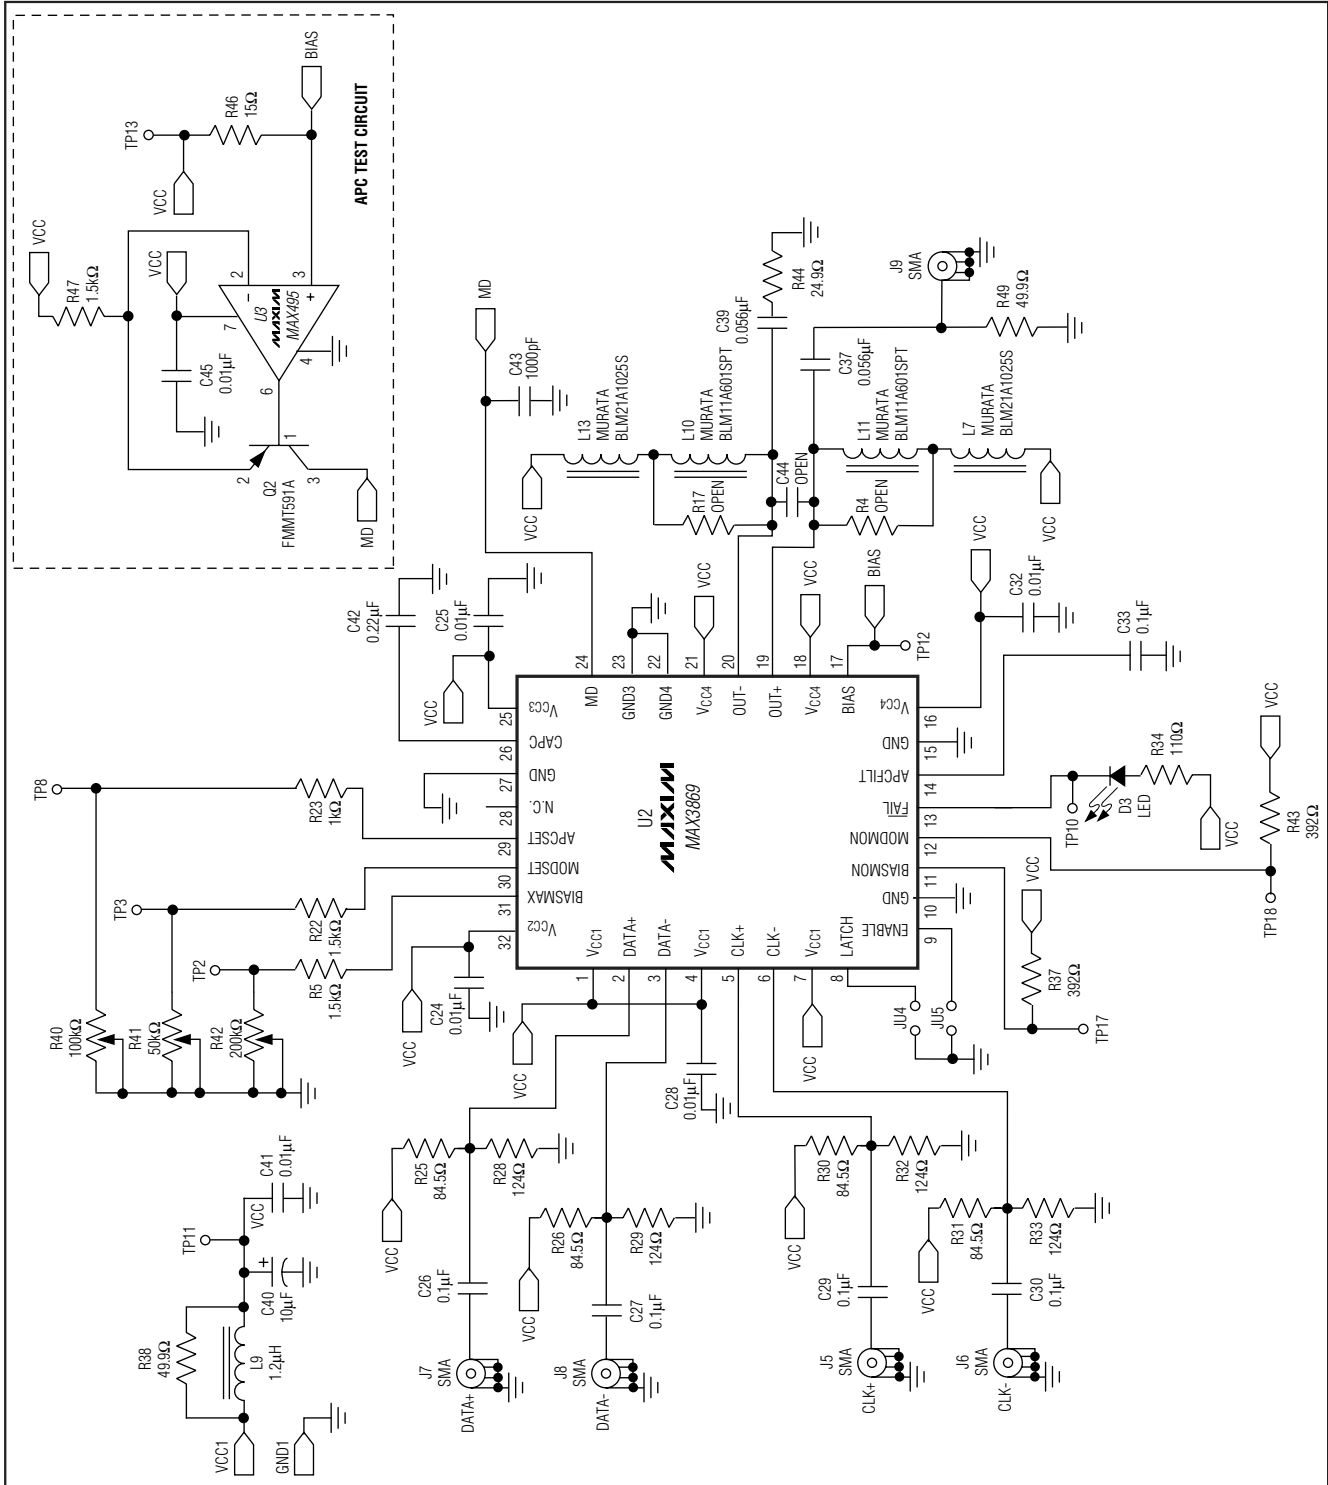 TP13
R46
15Ω
BIAS
VCC
R47
1.5kΩ
VCC
VCC
C45
0.01µF
2
3
7
4
6
U3
MAXIM
MAX495
−
+
1
2
3
Q2
FMMT591A
MD
APC TEST CIRCUIT
MD
C43
1000pF
L13
MURATA
BLM21A1025S
L10
MURATA
BLM11A601SPT
VCC
R17
OPEN
C44
OPEN
R4
OPEN
C39
0.056µF
R44
24.9Ω
C37
0.056µF
J9
SMA
R49
49.9Ω
L11
MURATA
BLM11A601SPT
L7
MURATA
BLM21A1025S
VCC
C42
0.22µF
C25
0.01µF
VCC
VCC
VCC
BIAS
TP12
VCC
C32
0.01µF
C33
0.1µF
TP8
R23
1kΩ
TP3
R22
1.5kΩ
TP2
R5
1.5kΩ
R40
100kΩ
R41
50kΩ
R42
200kΩ
VCC
C24
0.01µF
U2
MAXIM
MAX3869
24
MD
23
GND3
22
GND4
21
VCC4
20
OUT-
19
OUT+
18
VCC4
17
BIAS
25
VCC3
26
CAPC
27
GND
28
N.C.
29
APCSET
30
MODSET
31
BIASMAX
32
VCC2
1
VCC1
2
DATA+
3
DATA-
4
VCC1
5
CLK+
6
CLK-
7
VCC1
8
LATCH
16
VCC4
15
GND
14
APCFILT
13
FAIL
12
MODMON
11
BIASMON
10
GND
9
ENABLE
TP10
D3
LED
R34
110Ω
VCC
VCC
R43
392Ω
TP18
VCC
R37
392Ω
TP17
JU4
JU5
VCC
VCC
C28
0.01µF
TP11
VCC
C41
0.01µF
+
C40
10µF
R38
49.9Ω
L9
1.2µH
VCC1
GND1
VCC
R25
84.5Ω
R28
124Ω
C26
0.1µF
J7
SMA
DATA+
VCC
R26
84.5Ω
R29
124Ω
C27
0.1µF
J8
SMA
DATA-
VCC
R30
84.5Ω
R32
124Ω
C29
0.1µF
J5
SMA
CLK+
VCC
R31
84.5Ω
R33
124Ω
C30
0.1µF
J6
SMA
CLK-